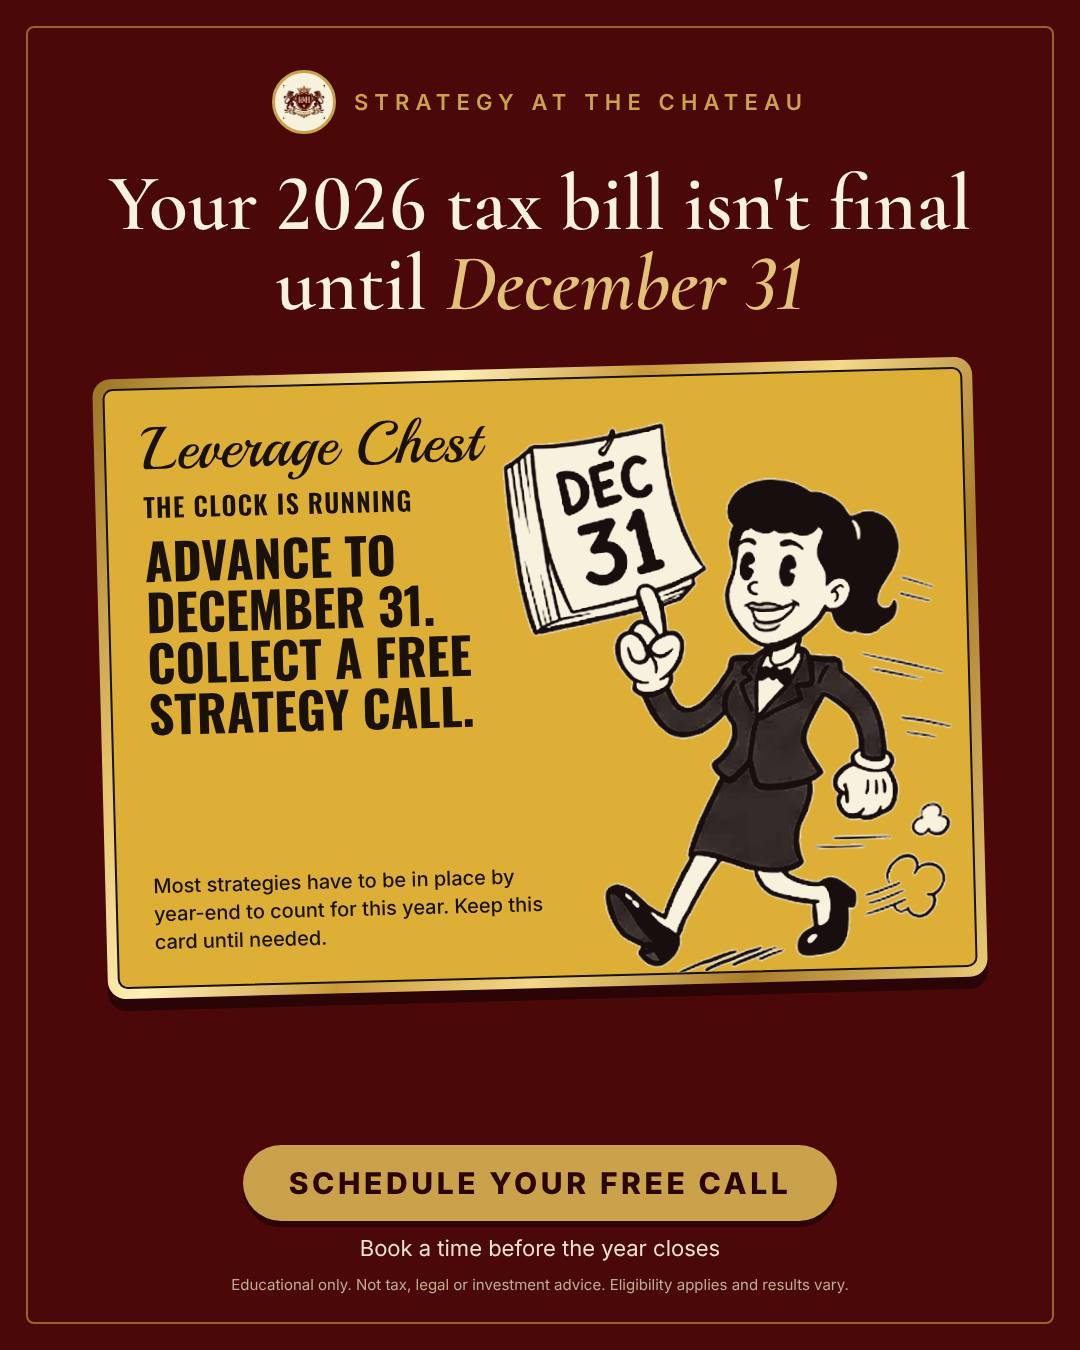 STRATEGY AT THE CHATEAU
Your 2026 tax bill isn't final
until December 31
Leverage Chest
THE CLOCK IS RUNNING
ADVANCE TO
DECEMBER 31.
COLLECT A FREE
STRATEGY CALL.
DEC
31
Most strategies have to be in place by
year-end to count for this year. Keep this
card until needed.
SCHEDULE YOUR FREE CALL
Book a time before the year closes
Educational only. Not tax, legal or investment advice. Eligibility applies and results vary.